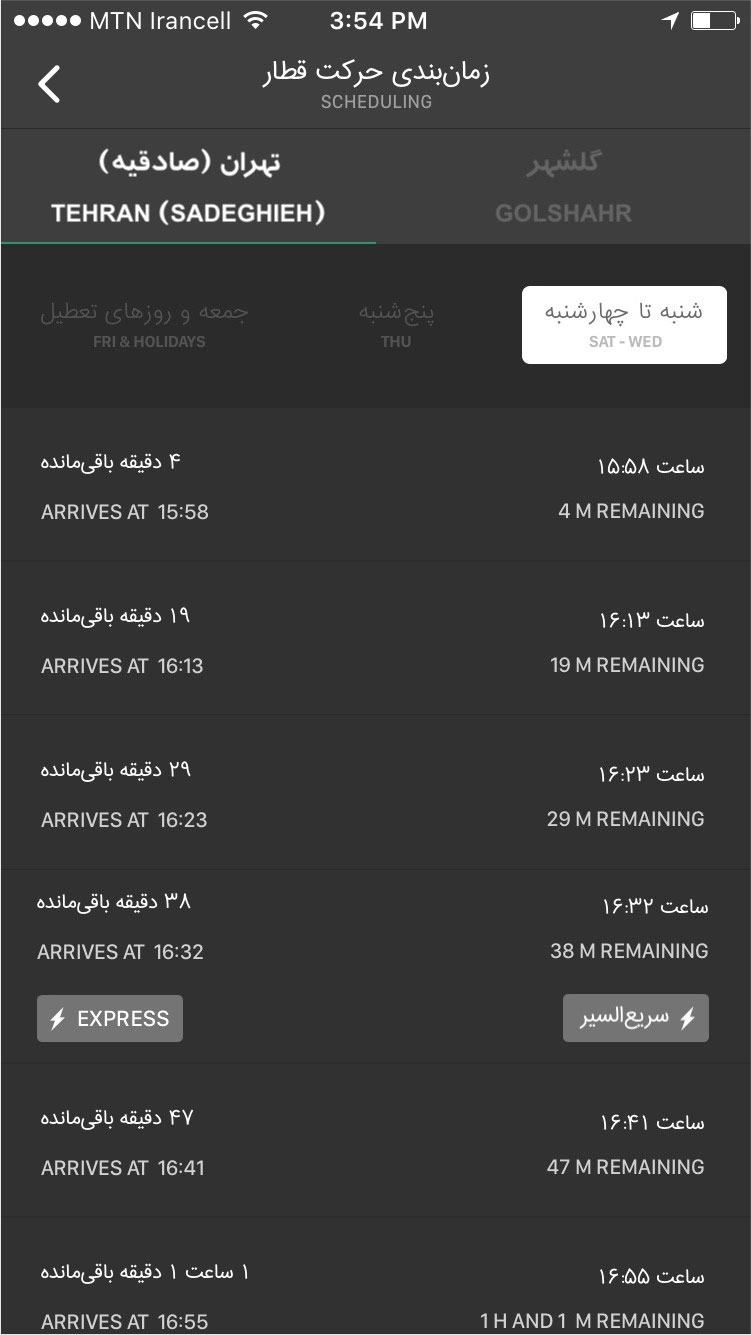 MTN Irancell 3:54 PM
زمان‌بندی حرکت قطار
SCHEDULING
تهران (صادقیه)
TEHRAN (SADEGHIEH)
گلشهر
GOLSHAHR
شنبه تا چهارشنبه
SAT - WED
پنج‌شنبه
THU
جمعه و روزهای تعطیل
FRI & HOLIDAYS
ساعت ۱۵:۵۸
۴ دقیقه باقی‌مانده
ARRIVES AT 15:58
4 M REMAINING
ساعت ۱۶:۱۳
۱۹ دقیقه باقی‌مانده
ARRIVES AT 16:13
19 M REMAINING
ساعت ۱۶:۲۳
۲۹ دقیقه باقی‌مانده
ARRIVES AT 16:23
29 M REMAINING
ساعت ۱۶:۳۲
۳۸ دقیقه باقی‌مانده
ARRIVES AT 16:32
38 M REMAINING
EXPRESS
سریع‌السیر
ساعت ۱۶:۴۱
۴۷ دقیقه باقی‌مانده
ARRIVES AT 16:41
47 M REMAINING
ساعت ۱۶:۵۵
۱ ساعت ۱ دقیقه باقی‌مانده
ARRIVES AT 16:55
1 H AND 1 M REMAINING